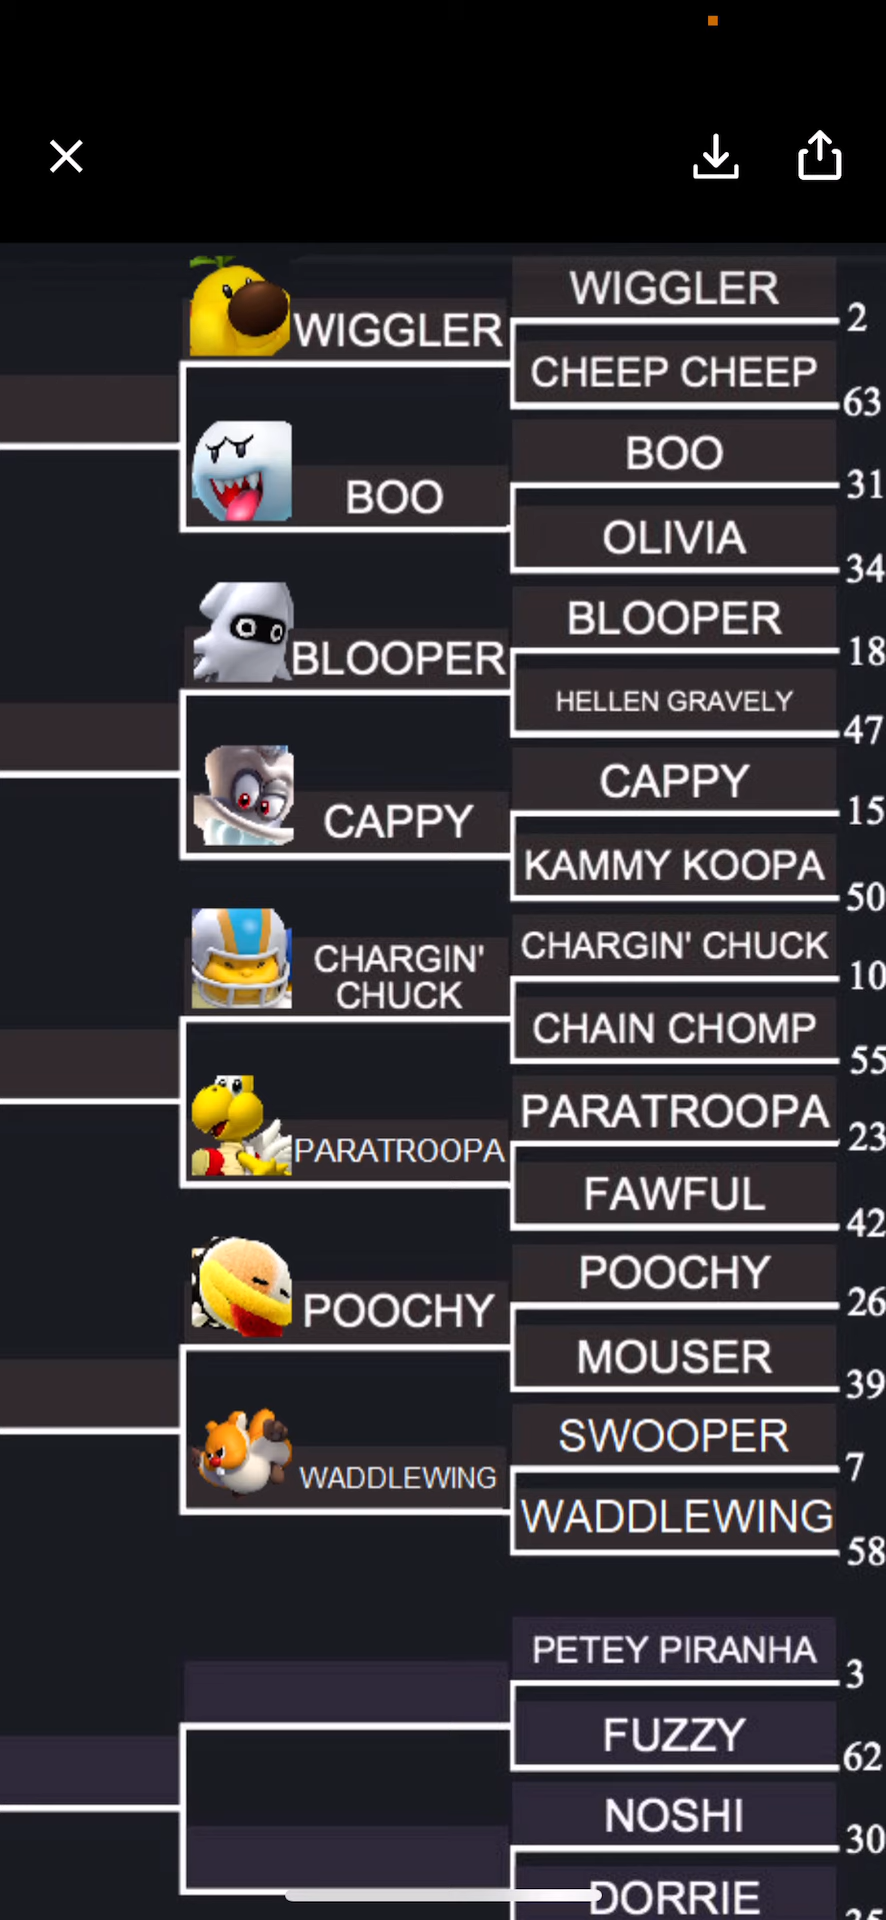 WIGGLER
2
WIGGLER
CHEEP CHEEP
63
BOO
31
BOO
OLIVIA
34
BLOOPER
18
BLOOPER
HELLEN GRAVELY
47
CAPPY
15
CAPPY
KAMMY KOOPA
50
CHARGIN' CHUCK
10
CHARGIN'
CHUCK
CHAIN CHOMP
55
PARATROOPA
23
PARATROOPA
FAWFUL
42
POOCHY
26
POOCHY
MOUSER
39
SWOOPER
7
WADDLEWING
WADDLEWING
58
PETEY PIRANHA
3
FUZZY
62
NOSHI
30
DORRIE